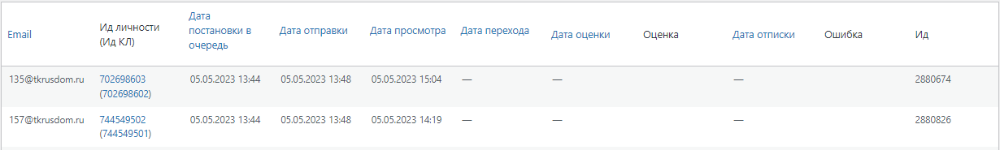 Email Ид личности (Ид КЛ) Дата постановки в очередь Дата отправки Дата просмотра Дата перехода Дата оценки Оценка Дата отписки Ошибка Ид
135@tkrusdom.ru 702698603 05.05.2023 13:44 05.05.2023 13:48 05.05.2023 15:04 — — — 2880674
(702698602)
157@tkrusdom.ru 744549502 05.05.2023 13:44 05.05.2023 13:48 05.05.2023 14:19 — — — 2880826
(744549501)